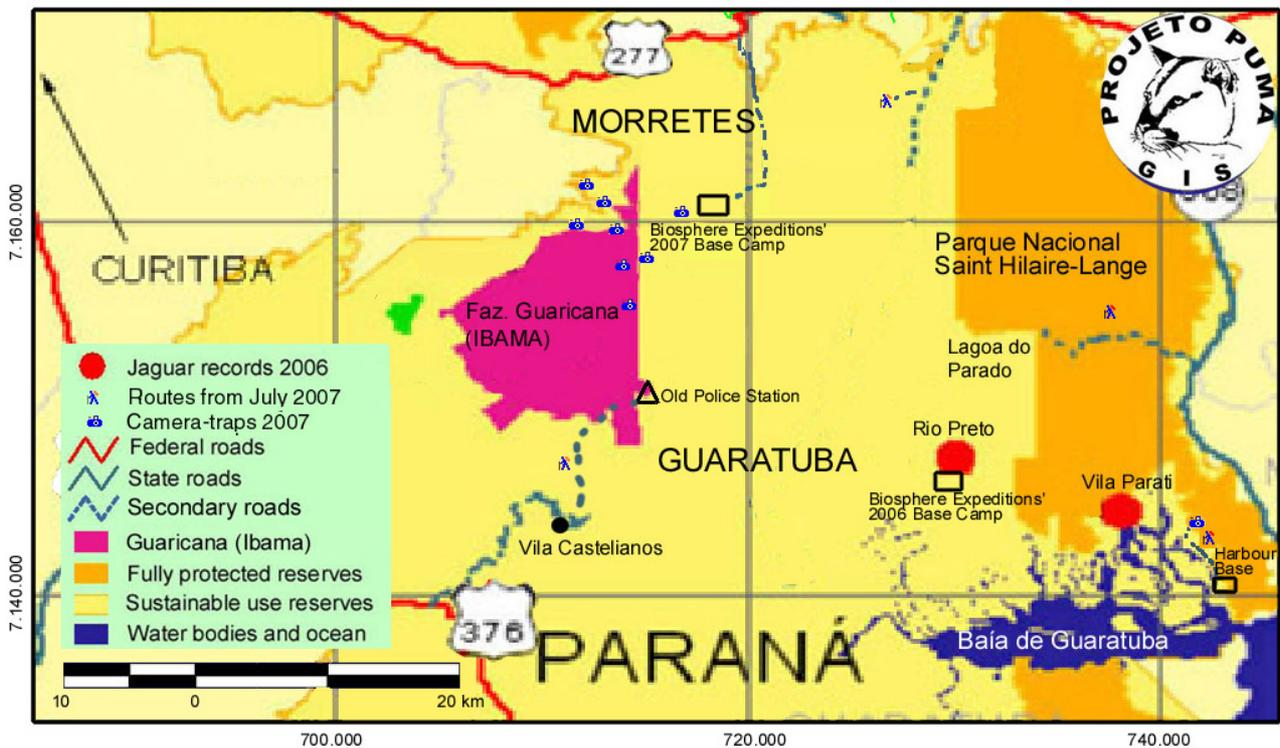 PROJETO PUMA
GIS
277
MORRETES
7.160.000
Biosphere Expeditions'
2007 Base Camp
Parque Nacional
Saint Hilaire-Lange
CURITIBA
Faz. Guaricana
(IBAMA)
Lagoa do
Parado
Old Police Station
Rio Preto
GUARATUBA
Vila Parati
Biosphere Expeditions'
2006 Base Camp
Vila Castelianos
Harbour
Base
Jaguar records 2006
Routes from July 2007
Camera-traps 2007
Federal roads
State roads
Secondary roads
Guaricana (Ibama)
Fully protected reserves
Sustainable use reserves
Water bodies and ocean
7.140.000
376
PARANÁ
Baía de Guaratuba
10 0 20 km
700.000 720.000 740.000